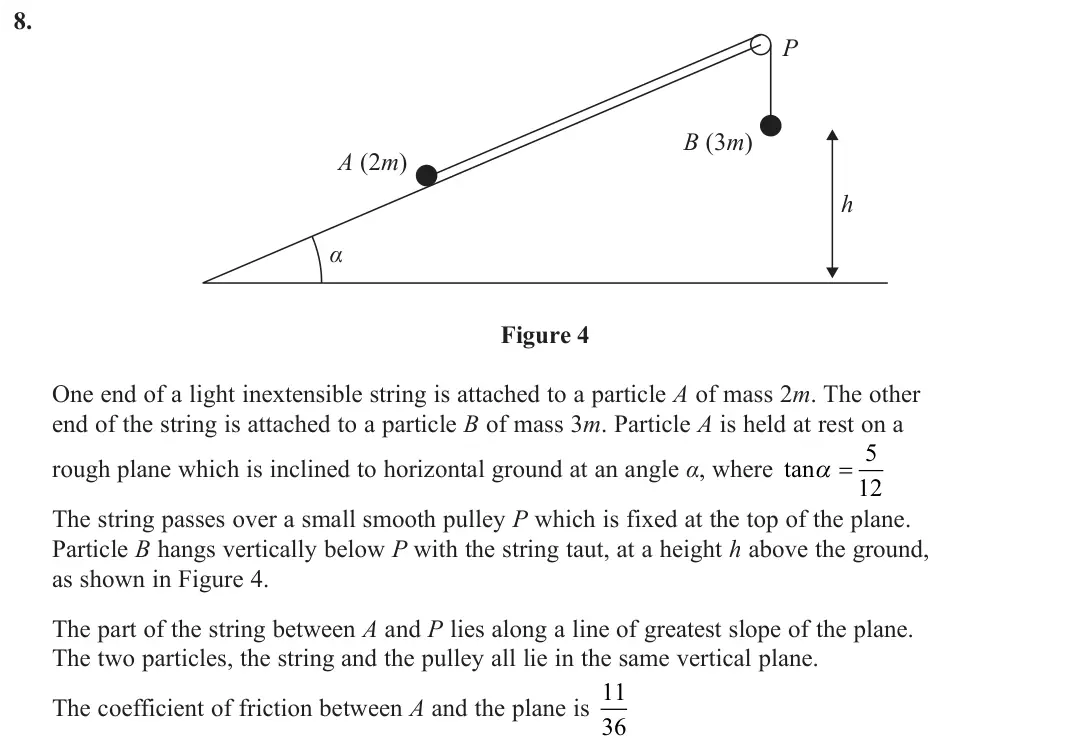 8.
P
B (3m)
A (2m)
h
α
Figure 4
One end of a light inextensible string is attached to a particle A of mass 2m. The other
end of the string is attached to a particle B of mass 3m. Particle A is held at rest on a
rough plane which is inclined to horizontal ground at an angle α, where tanα = 5/12
The string passes over a small smooth pulley P which is fixed at the top of the plane.
Particle B hangs vertically below P with the string taut, at a height h above the ground,
as shown in Figure 4.
The part of the string between A and P lies along a line of greatest slope of the plane.
The two particles, the string and the pulley all lie in the same vertical plane.
The coefficient of friction between A and the plane is 11/36